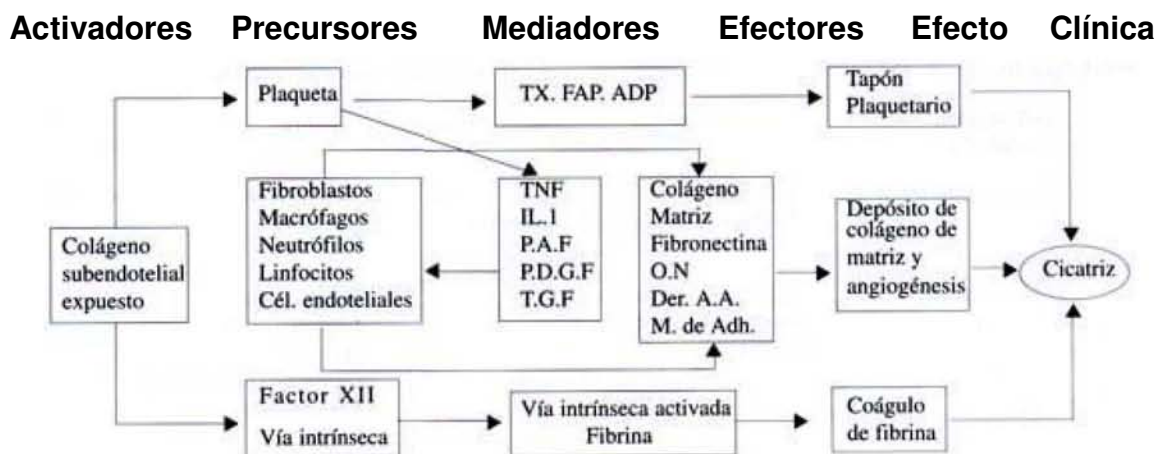 Activadores Precursores Mediadores Efectores Efecto Clínica
Plaqueta
TX. FAP. ADP
Tapón
Plaquetario
Colágeno
subendotelial
expuesto
Fibroblastos
Macrófagos
Neutrófilos
Linfocitos
Cél. endoteliales
TNF
IL.1
P.A.F
P.D.G.F
T.G.F
Colágeno
Matriz
Fibronectina
O.N
Der. A.A.
M. de Adh.
Depósito de
colágeno de
matriz y
angiogénesis
Cicatriz
Factor XII
Vía intrínseca
Vía intrínseca activada
Fibrina
Coágulo
de fibrina